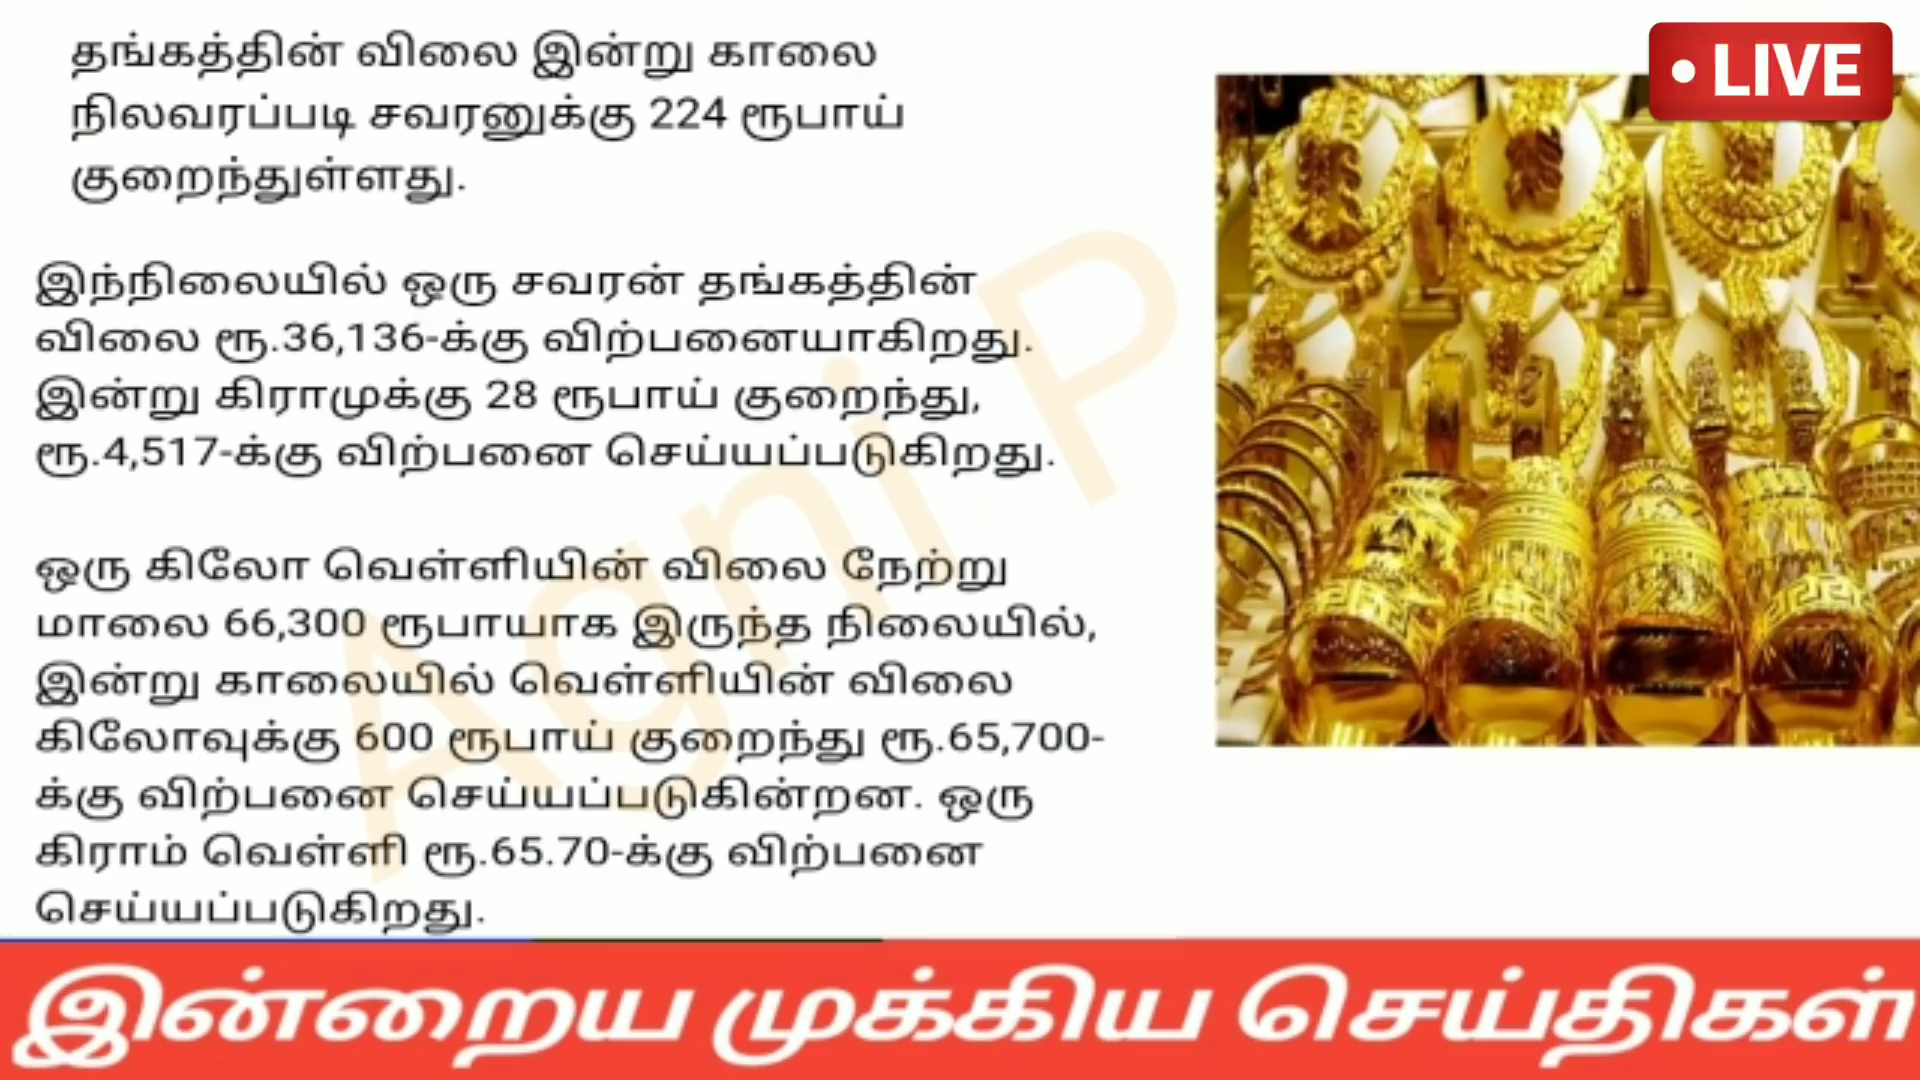 தங்கத்தின் விலை இன்று காலை
நிலவரப்படி சவரனுக்கு 224 ரூபாய்
குறைந்துள்ளது.
இந்நிலையில் ஒரு சவரன் தங்கத்தின்
விலை ரூ.36,136-க்கு விற்பனையாகிறது.
இன்று கிராமுக்கு 28 ரூபாய் குறைந்து,
ரூ.4,517-க்கு விற்பனை செய்யப்படுகிறது.
ஒரு கிலோ வெள்ளியின் விலை நேற்று
மாலை 66,300 ரூபாயாக இருந்த நிலையில்,
இன்று காலையில் வெள்ளியின் விலை
கிலோவுக்கு 600 ரூபாய் குறைந்து ரூ.65,700-
க்கு விற்பனை செய்யப்படுகின்றன. ஒரு
கிராம் வெள்ளி ரூ.65.70-க்கு விற்பனை
செய்யப்படுகிறது.
Agni P
• LIVE
இன்றைய முக்கிய செய்திகள்